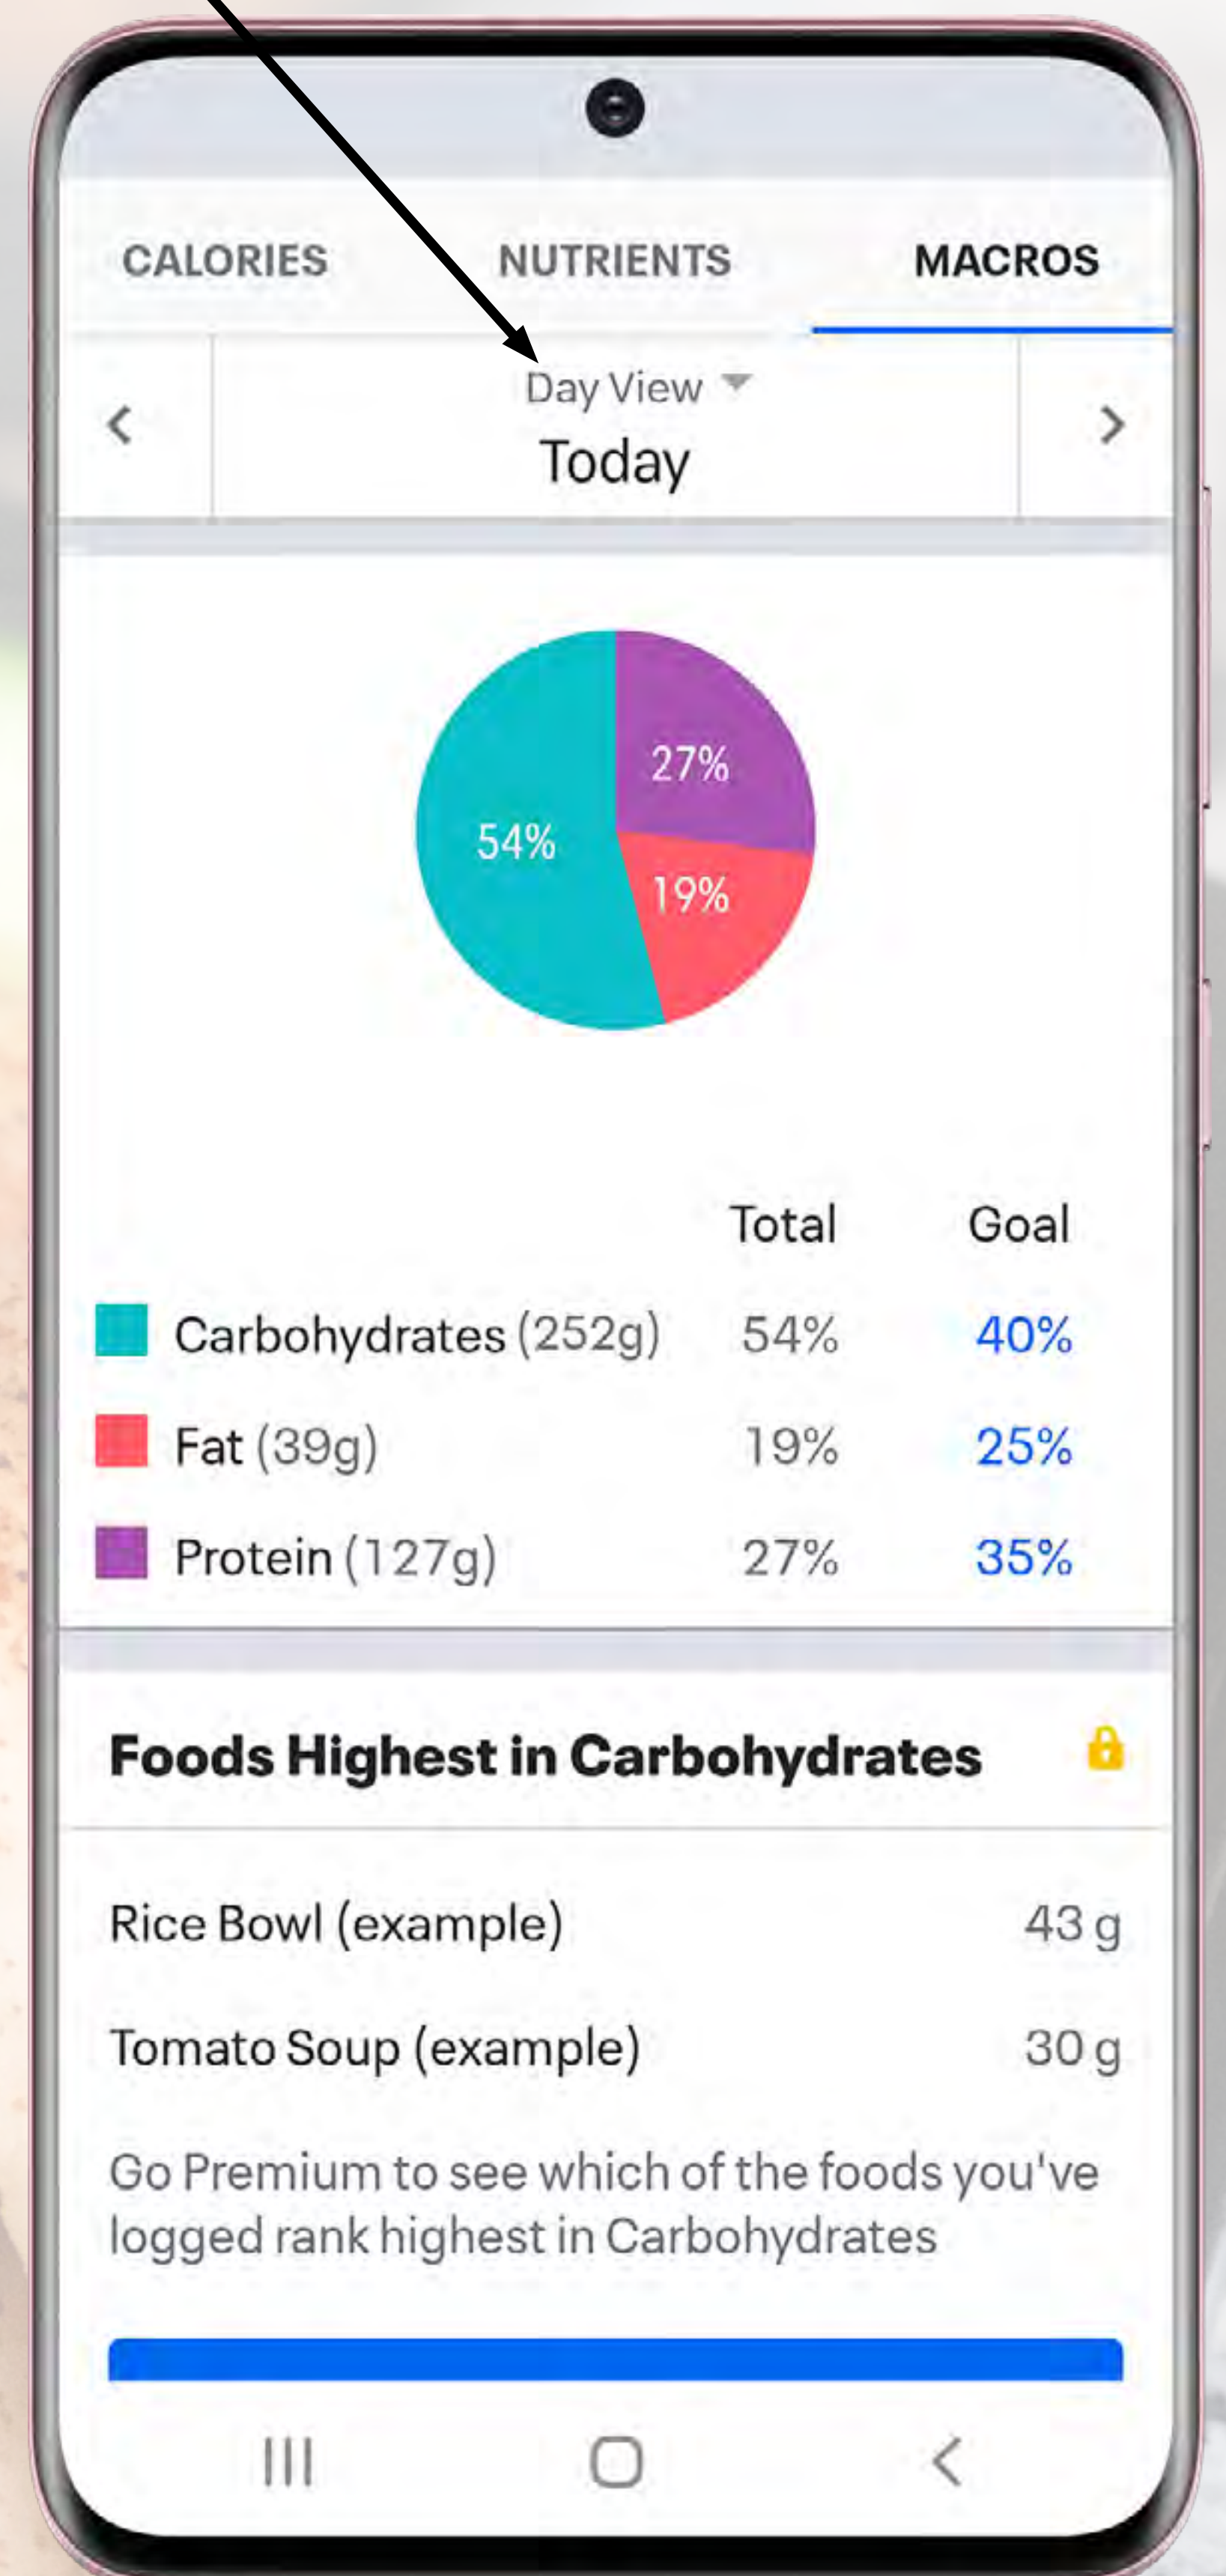 CALORIES NUTRIENTS MACROS
Day View
Today
27%
54%
19%
Total Goal
Carbohydrates (252g) 54% 40%
Fat (39g) 19% 25%
Protein (127g) 27% 35%
Foods Highest in Carbohydrates
Rice Bowl (example) 43 g
Tomato Soup (example) 30 g
Go Premium to see which of the foods you've
logged rank highest in Carbohydrates